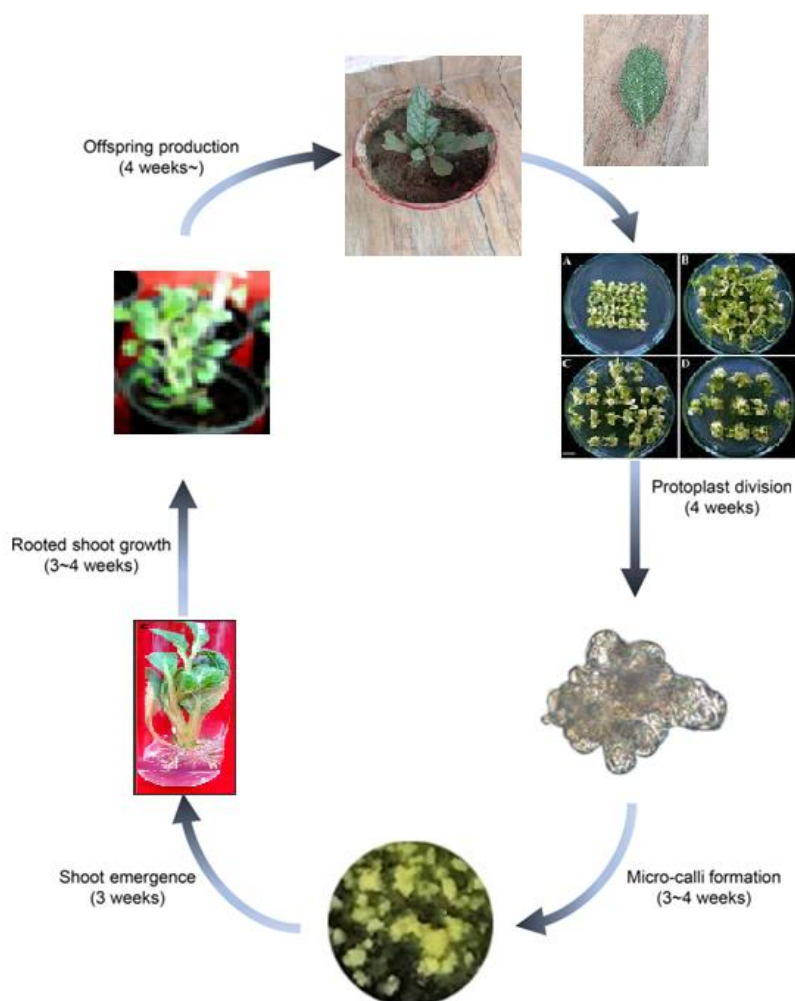 Offspring production
(4 weeks~)
A
B
C
D
Protoplast division
(4 weeks)
Rooted shoot growth
(3~4 weeks)
Shoot emergence
(3 weeks)
Micro-calli formation
(3~4 weeks)